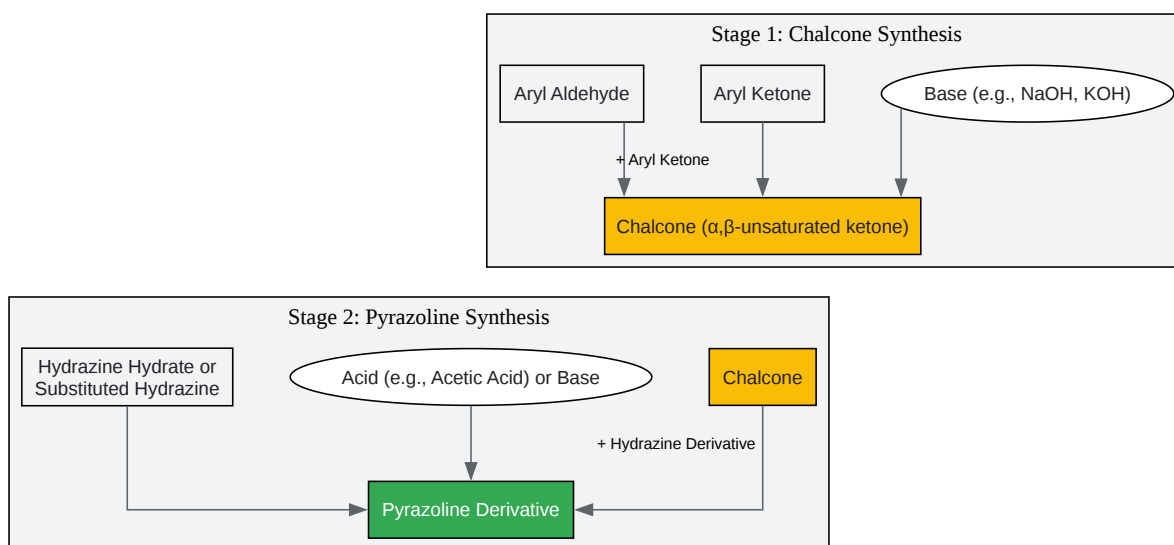 Stage 1: Chalcone Synthesis
Aryl Aldehyde
Aryl Ketone
Base (e.g., NaOH, KOH)
+ Aryl Ketone
Chalcone (α,β-unsaturated ketone)
Stage 2: Pyrazoline Synthesis
Hydrazine Hydrate or
Substituted Hydrazine
Acid (e.g., Acetic Acid) or Base
Chalcone
+ Hydrazine Derivative
Pyrazoline Derivative